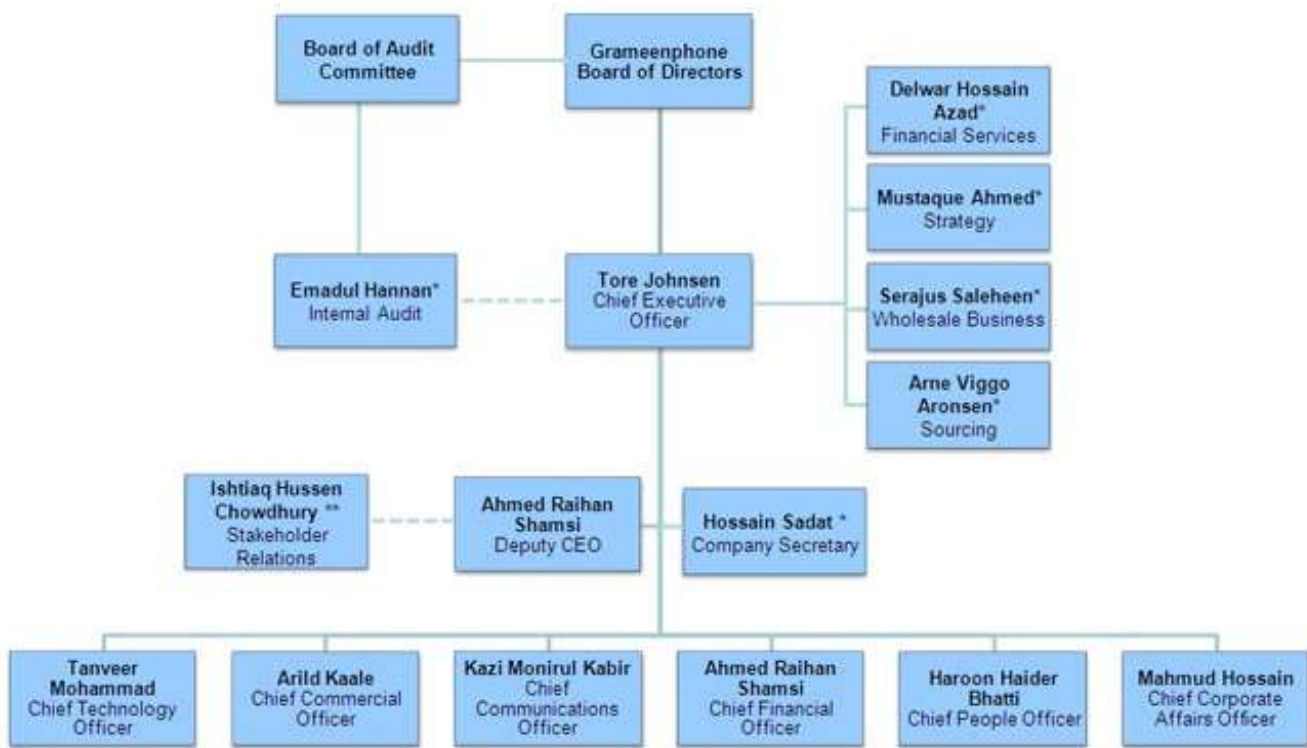 Board of Audit
Committee
Grameenphone
Board of Directors
Delwar Hossain
Azad*
Financial Services
Mustaque Ahmed*
Strategy
Emadul Hannan*
Internal Audit
Tore Johnsen
Chief Executive
Officer
Serajus Saleheen*
Wholesale Business
Arne Viggo
Aronsen*
Sourcing
Ishtiaq Hussen
Chowdhury **
Stakeholder
Relations
Ahmed Raihan
Shamsi
Deputy CEO
Hossain Sadat *
Company Secretary
Tanveer
Mohammad
Chief Technology
Officer
Arild Kaale
Chief Commercial
Officer
Kazi Monirul Kabir
Chief
Communications
Officer
Ahmed Raihan
Shamsi
Chief Financial
Officer
Haroon Haider
Bhatti
Chief People Officer
Mahmud Hossain
Chief Corporate
Affairs Officer